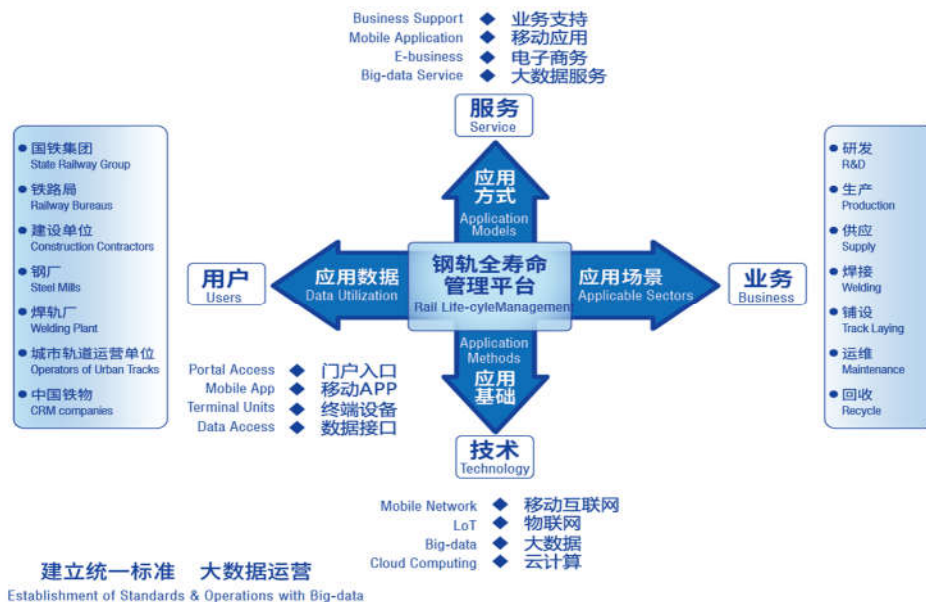 Business Support ◆ 业务支持
Mobile Application ◆ 移动应用
E-business ◆ 电子商务
Big-data Service ◆ 大数据服务
服务
Service
● 国铁集团
State Railway Group
● 铁路局
Railway Bureaus
● 建设单位
Construction Contractors
● 钢厂
Steel Mills
● 焊轨厂
Welding Plant
● 城市轨道运营单位
Operators of Urban Tracks
● 中国铁物
CRM companies
用户
Users
应用数据
Data Utilization
应用
方式
Application
Models
钢轨全寿命
管理平台
Rail Life-cyleManagement
应用场景
Applicable Sectors
业务
Business
● 研发
R&D
● 生产
Production
● 供应
Supply
● 焊接
Welding
● 铺设
Track Laying
● 运维
Maintenance
● 回收
Recycle
Application
Methods
应用
基础
Portal Access ◆ 门户入口
Mobile App ◆ 移动APP
Terminal Units ◆ 终端设备
Data Access ◆ 数据接口
技术
Technology
Mobile Network ◆ 移动互联网
LoT ◆ 物联网
Big-data ◆ 大数据
Cloud Computing ◆ 云计算
建立统一标准 大数据运营
Establishment of Standards & Operations with Big-data